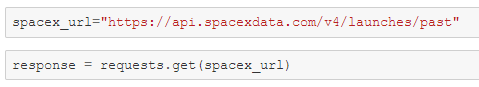 spacex_url="https://api.spacexdata.com/v4/launches/past"
response = requests.get(spacex_url)